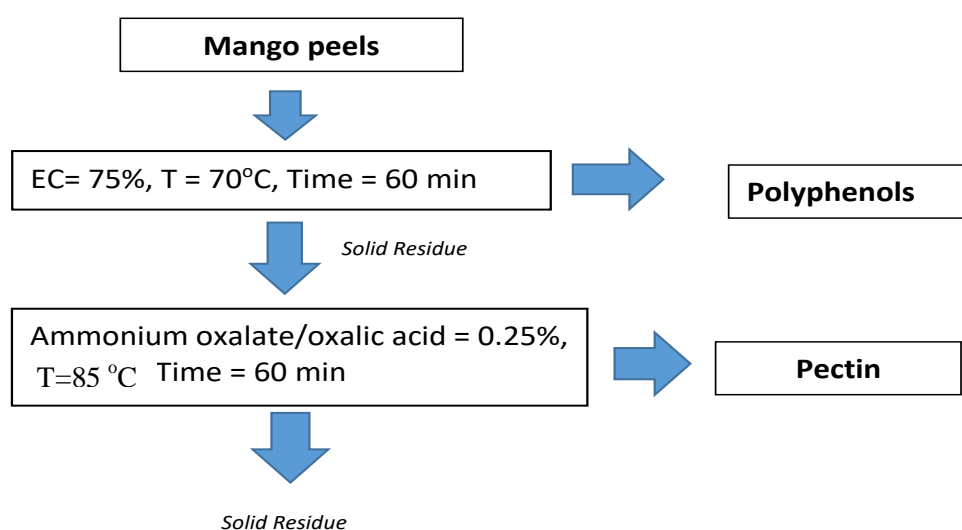 Mango peels
EC= 75%, T = 70°C, Time = 60 min
Polyphenols
Solid Residue
Ammonium oxalate/oxalic acid = 0.25%,
T=85 °C Time = 60 min
Pectin
Solid Residue